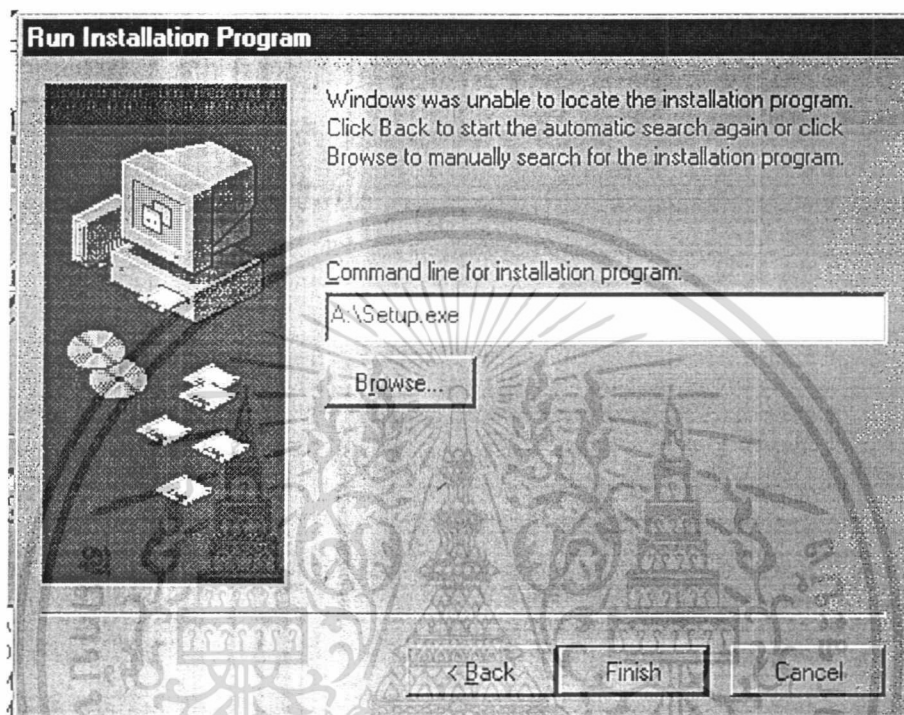 Run Installation Program
Windows was unable to locate the installation program.
Click Back to start the automatic search again or click
Browse to manually search for the installation program.
Command line for installation program:
A:\Setup.exe
Browse...
< Back
Finish
Cancel